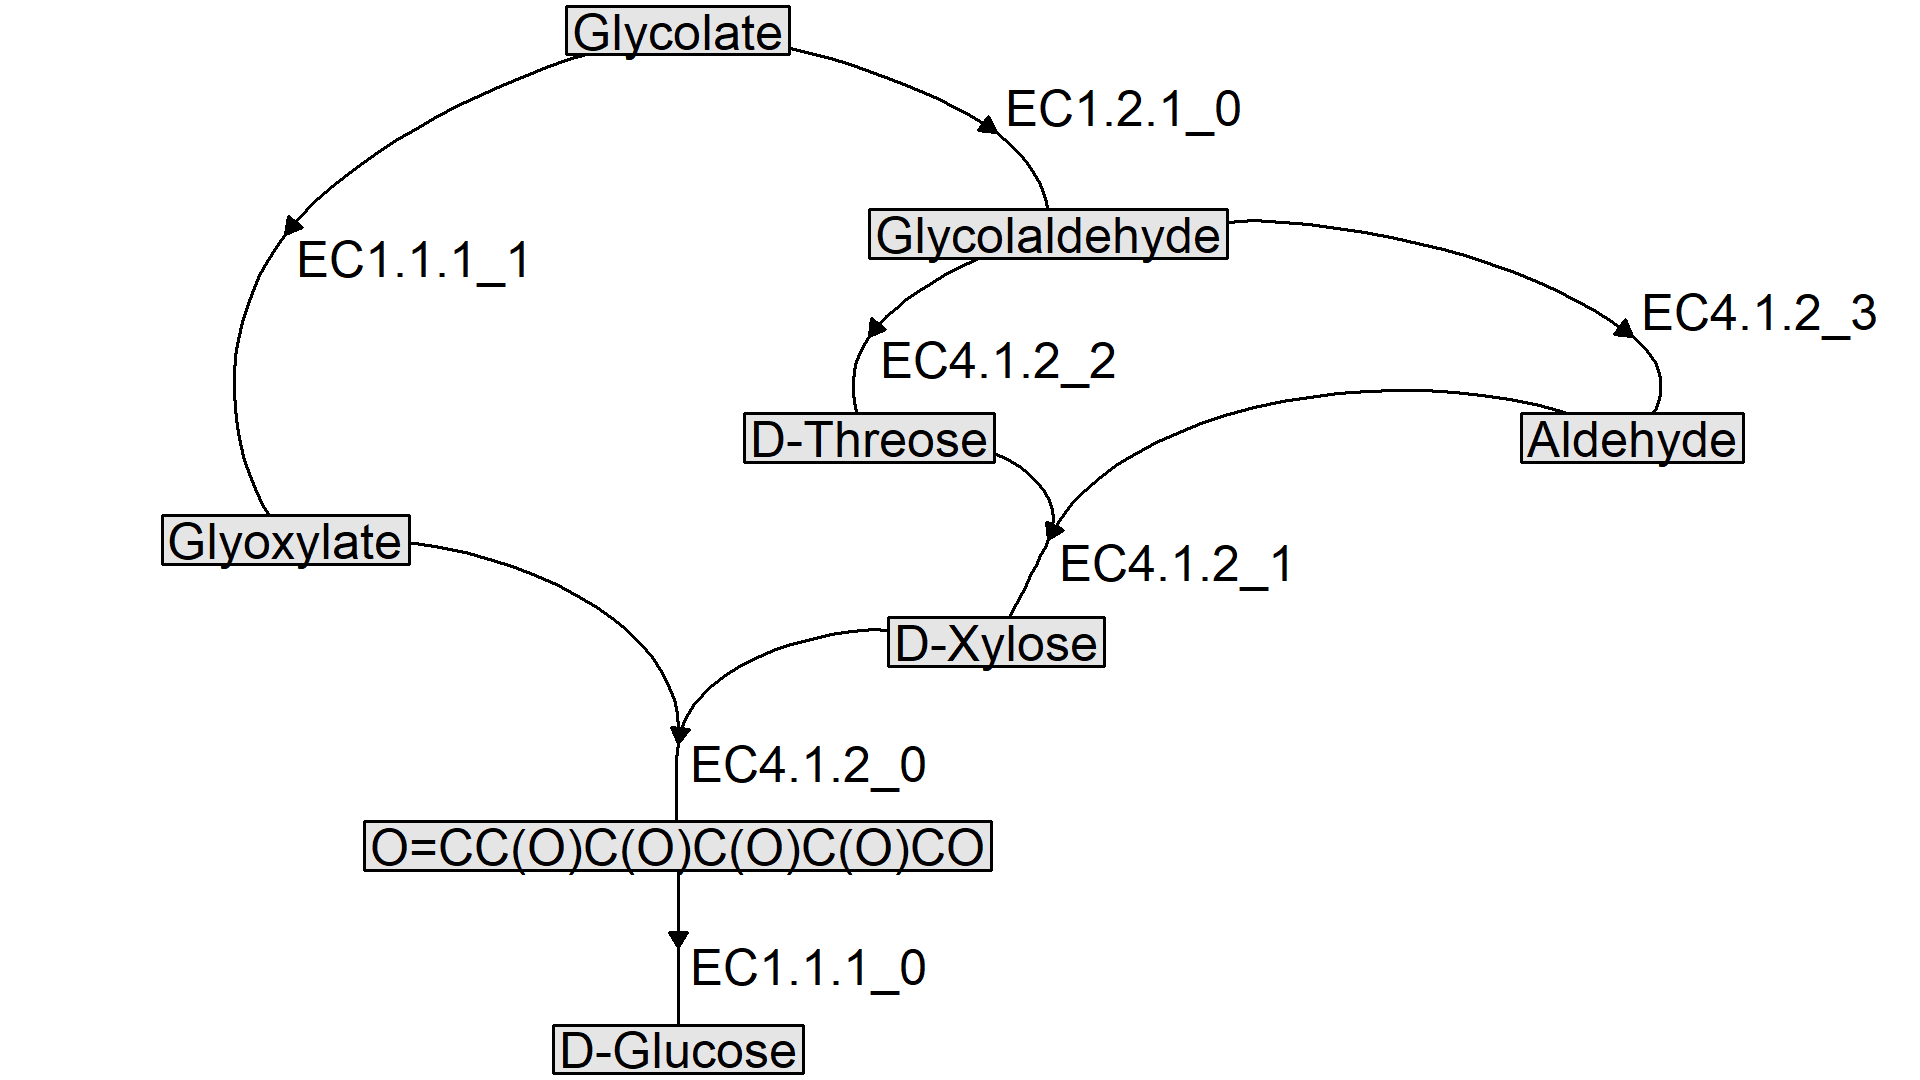 Glycolate
EC1.2.1_0
Glycolaldehyde
EC1.1.1_1
EC4.1.2_3
EC4.1.2_2
D-Threose
Aldehyde
Glyoxylate
EC4.1.2_1
D-Xylose
EC4.1.2_0
O=CC(O)C(O)C(O)C(O)CO
EC1.1.1_0
D-Glucose